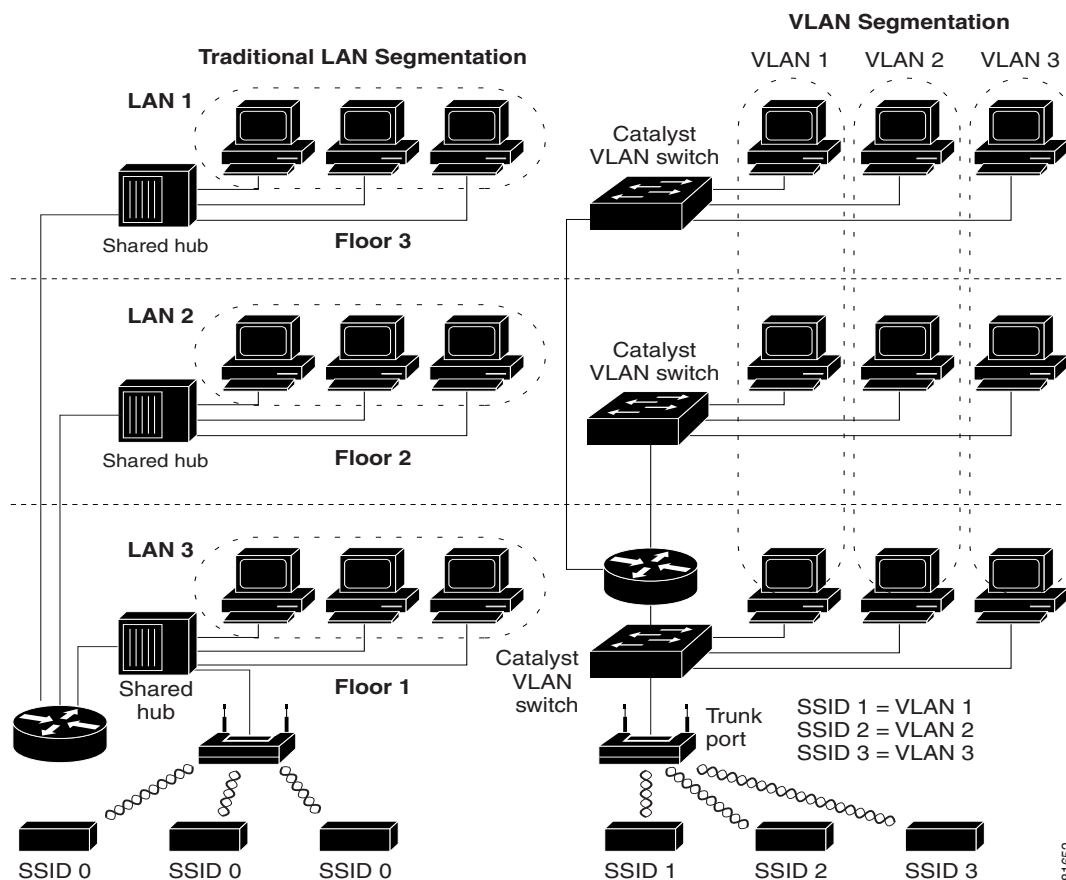 VLAN Segmentation
Traditional LAN Segmentation
VLAN 1
VLAN 2
VLAN 3
LAN 1
Catalyst
VLAN switch
Shared hub
Floor 3
LAN 2
Catalyst
VLAN switch
Shared hub
Floor 2
LAN 3
Shared
hub
Floor 1
Catalyst
VLAN
switch
Trunk
port
SSID 1 = VLAN 1
SSID 2 = VLAN 2
SSID 3 = VLAN 3
SSID 0
SSID 0
SSID 0
SSID 1
SSID 2
SSID 3